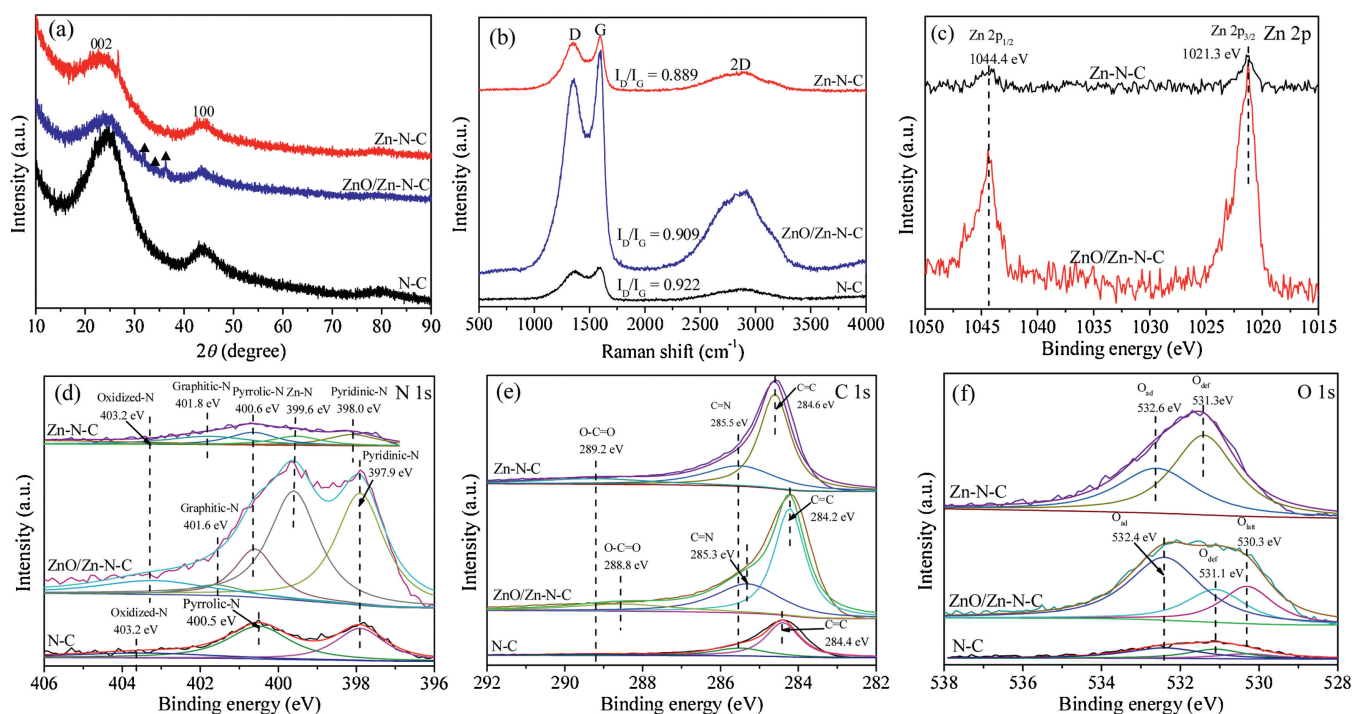 (a)
002
100
Zn-N-C
ZnO/Zn-N-C
N-C
Intensity (a.u.)
10 20 30 40 50 60 70 80 90
2θ (degree)
(b)
D
G
2D
I_D/I_G = 0.889
Zn-N-C
I_D/I_G = 0.909
ZnO/Zn-N-C
I_D/I_G = 0.922
N-C
Intensity (a.u.)
500 1000 1500 2000 2500 3000 3500 4000
Raman shift (cm⁻¹)
(c)
Zn 2p
Zn 2p1/2
1044.4 eV
Zn 2p3/2
1021.3 eV
Zn-N-C
ZnO/Zn-N-C
Intensity (a.u.)
1050 1045 1040 1035 1030 1025 1020 1015
Binding energy (eV)
(d)
N 1s
Oxidized-N
403.2 eV
Graphitic-N
401.8 eV
Pyrrolic-N
400.6 eV
Zn-N
399.6 eV
Pyridinic-N
398.0 eV
Zn-N-C
Pyridinic-N
397.9 eV
Graphitic-N
401.6 eV
ZnO/Zn-N-C
Oxidized-N
403.2 eV
Pyrrolic-N
400.5 eV
N-C
Intensity (a.u.)
406 404 402 400 398 396
Binding energy (eV)
(e)
C 1s
O-C=O
289.2 eV
C=N
285.5 eV
C=C
284.6 eV
Zn-N-C
O-C=O
288.8 eV
C=N
285.3 eV
C=C
284.2 eV
ZnO/Zn-N-C
C=C
284.4 eV
N-C
Intensity (a.u.)
292 290 288 286 284 282
Binding energy (eV)
(f)
O 1s
O_ad
532.6 eV
O_def
531.3eV
Zn-N-C
O_ad
532.4 eV
O_def
531.1 eV
O_latt
530.3 eV
ZnO/Zn-N-C
N-C
Intensity (a.u.)
538 536 534 532 530 528
Binding energy (eV)